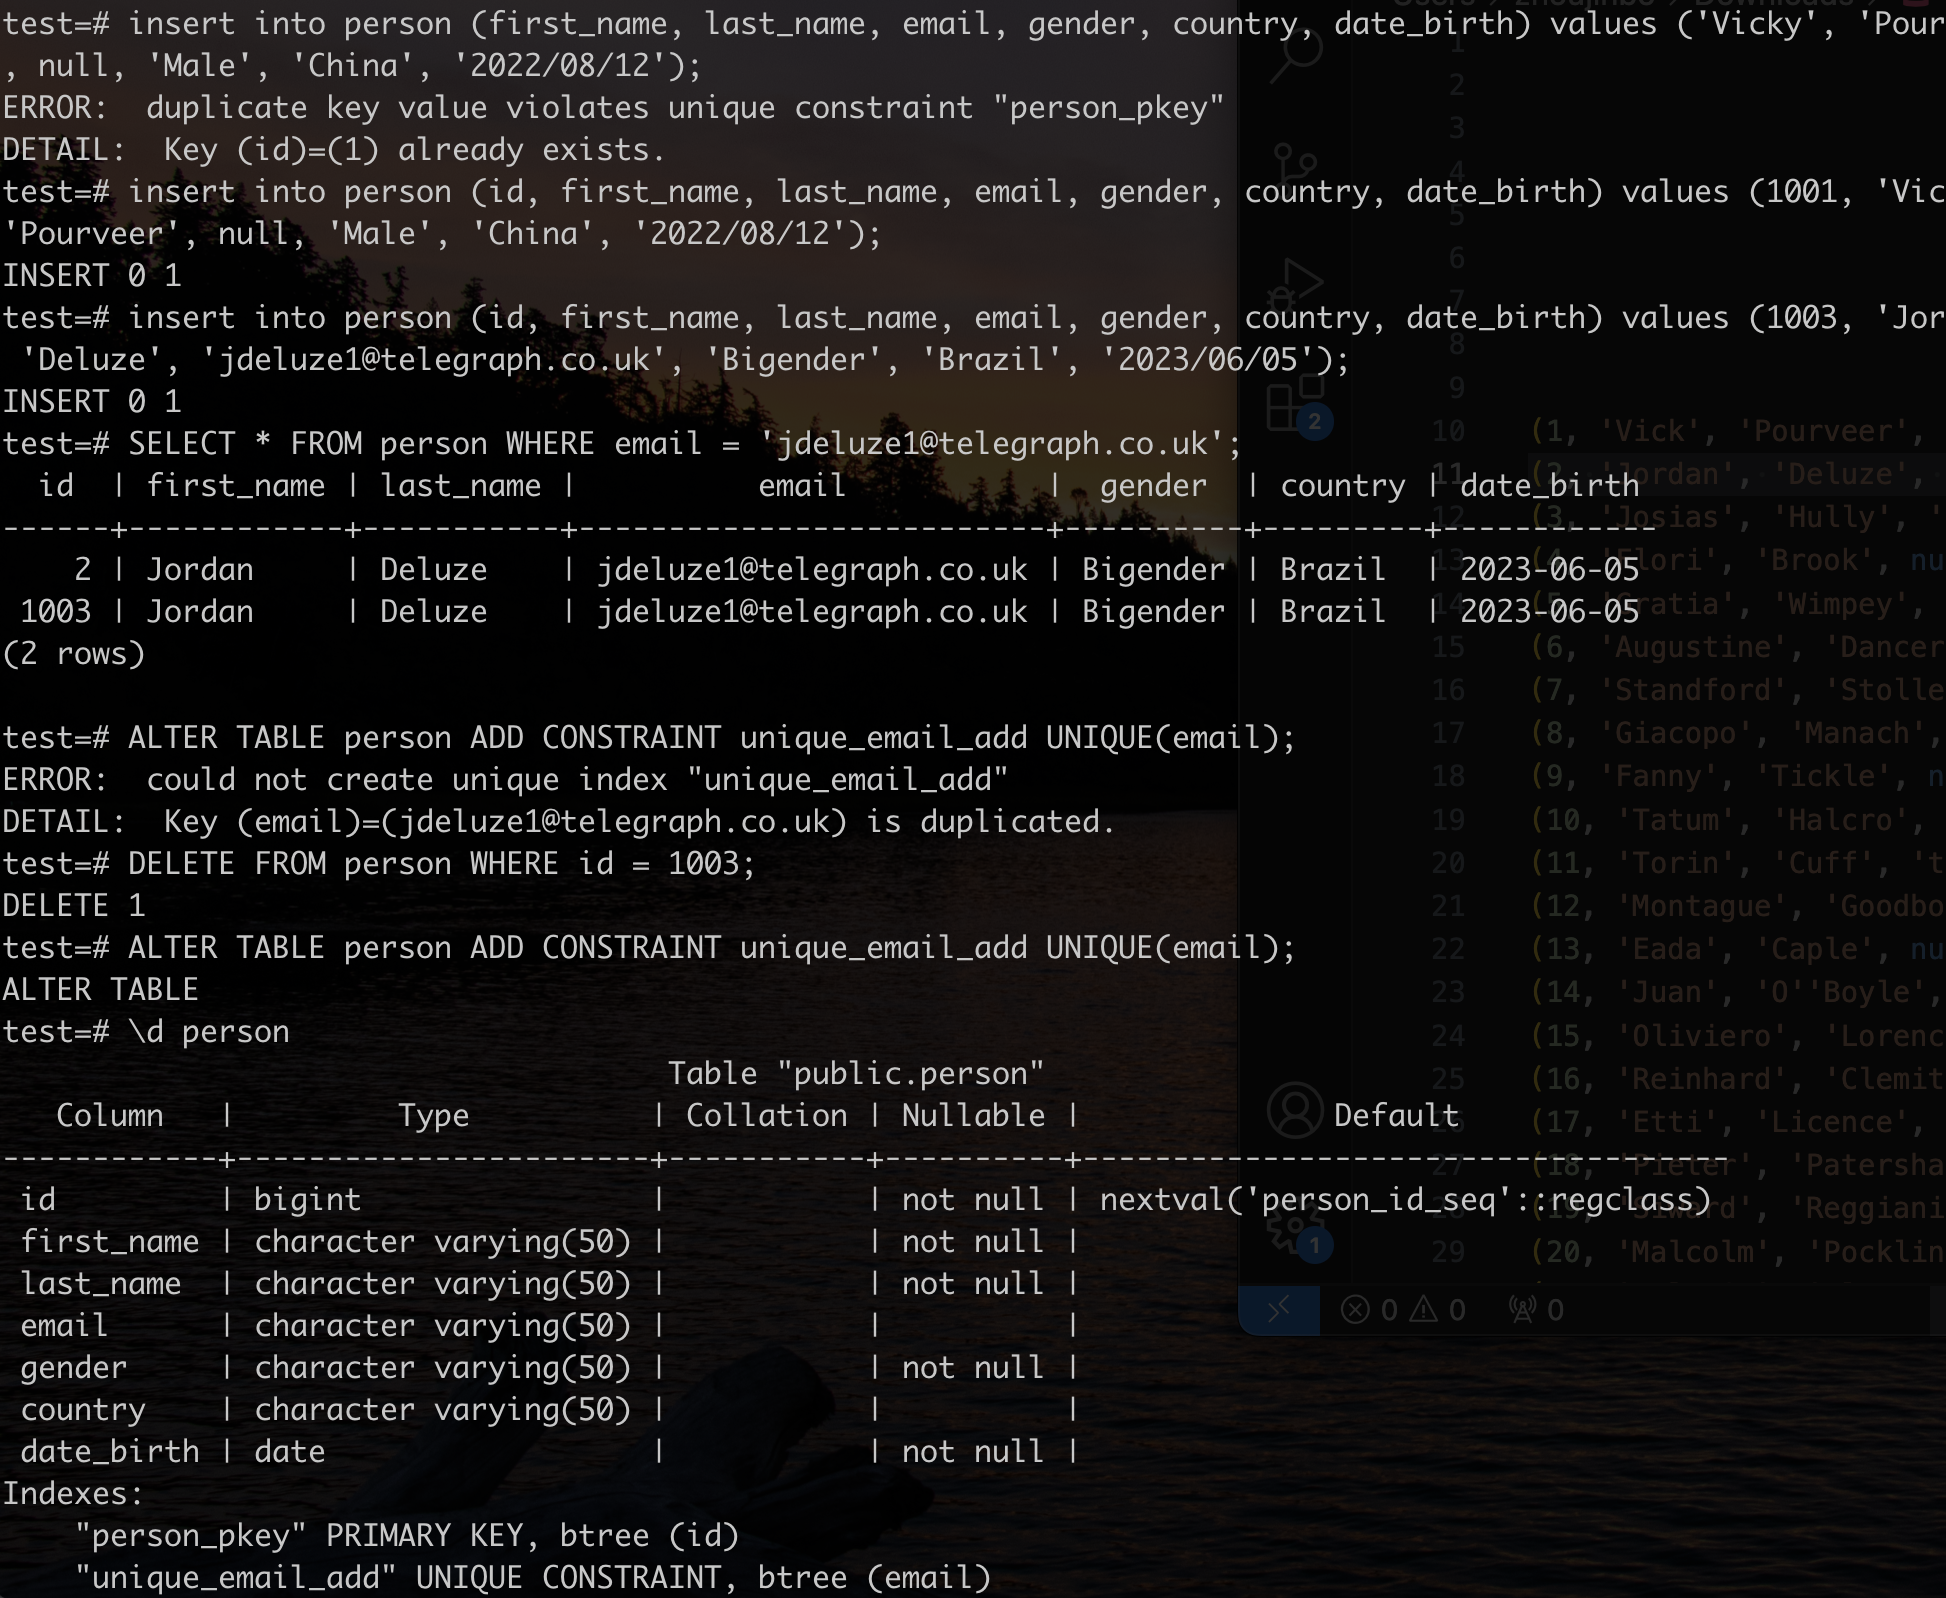 test=# insert into person (first_name, last_name, email, gender, country, date_birth) values ('Vicky', 'Pour
, null, 'Male', 'China', '2022/08/12');
ERROR:  duplicate key value violates unique constraint "person_pkey"
DETAIL:  Key (id)=(1) already exists.
test=# insert into person (id, first_name, last_name, email, gender, country, date_birth) values (1001, 'Vic
'Pourveer', null, 'Male', 'China', '2022/08/12');
INSERT 0 1
test=# insert into person (id, first_name, last_name, email, gender, country, date_birth) values (1003, 'Jor
 'Deluze', 'jdeluze1@telegraph.co.uk', 'Bigender', 'Brazil', '2023/06/05');
INSERT 0 1
test=# SELECT * FROM person WHERE email = 'jdeluze1@telegraph.co.uk';
  id  | first_name | last_name |          email           |  gender  | country | date_birth
------+------------+-----------+--------------------------+----------+---------+------------
    2 | Jordan     | Deluze    | jdeluze1@telegraph.co.uk | Bigender | Brazil  | 2023-06-05
 1003 | Jordan     | Deluze    | jdeluze1@telegraph.co.uk | Bigender | Brazil  | 2023-06-05
(2 rows)
test=# ALTER TABLE person ADD CONSTRAINT unique_email_add UNIQUE(email);
ERROR:  could not create unique index "unique_email_add"
DETAIL:  Key (email)=(jdeluze1@telegraph.co.uk) is duplicated.
test=# DELETE FROM person WHERE id = 1003;
DELETE 1
test=# ALTER TABLE person ADD CONSTRAINT unique_email_add UNIQUE(email);
ALTER TABLE
test=# \d person
                                     Table "public.person"
   Column   |         Type          | Collation | Nullable |              Default
------------+-----------------------+-----------+----------+------------------------------------
 id         | bigint                |           | not null | nextval('person_id_seq'::regclass)
 first_name | character varying(50) |           | not null |
 last_name  | character varying(50) |           | not null |
 email      | character varying(50) |           |          |
 gender     | character varying(50) |           | not null |
 country    | character varying(50) |           |          |
 date_birth | date                  |           | not null |
Indexes:
    "person_pkey" PRIMARY KEY, btree (id)
    "unique_email_add" UNIQUE CONSTRAINT, btree (email)
1
2
3
4
5
6
7
8
9
10 (1, 'Vick', 'Pourveer',
11 (2, 'Jordan', 'Deluze',
12 (3, 'Josias', 'Hully', '
13 (4, 'Flori', 'Brook', nu
14 (5, 'Gratia', 'Wimpey',
15 (6, 'Augustine', 'Dancer
16 (7, 'Standford', 'Stolle
17 (8, 'Giacopo', 'Manach',
18 (9, 'Fanny', 'Tickle', n
19 (10, 'Tatum', 'Halcro',
20 (11, 'Torin', 'Cuff', 't
21 (12, 'Montague', 'Goodbo
22 (13, 'Eada', 'Caple', nu
23 (14, 'Juan', 'O''Boyle',
24 (15, 'Oliviero', 'Lorenc
25 (16, 'Reinhard', 'Clemit
26 (17, 'Etti', 'Licence',
27 (18, 'Pieter', 'Patersha
28 (19, 'Siward', 'Reggiani
29 (20, 'Malcolm', 'Pocklin
2
1
0 0 0